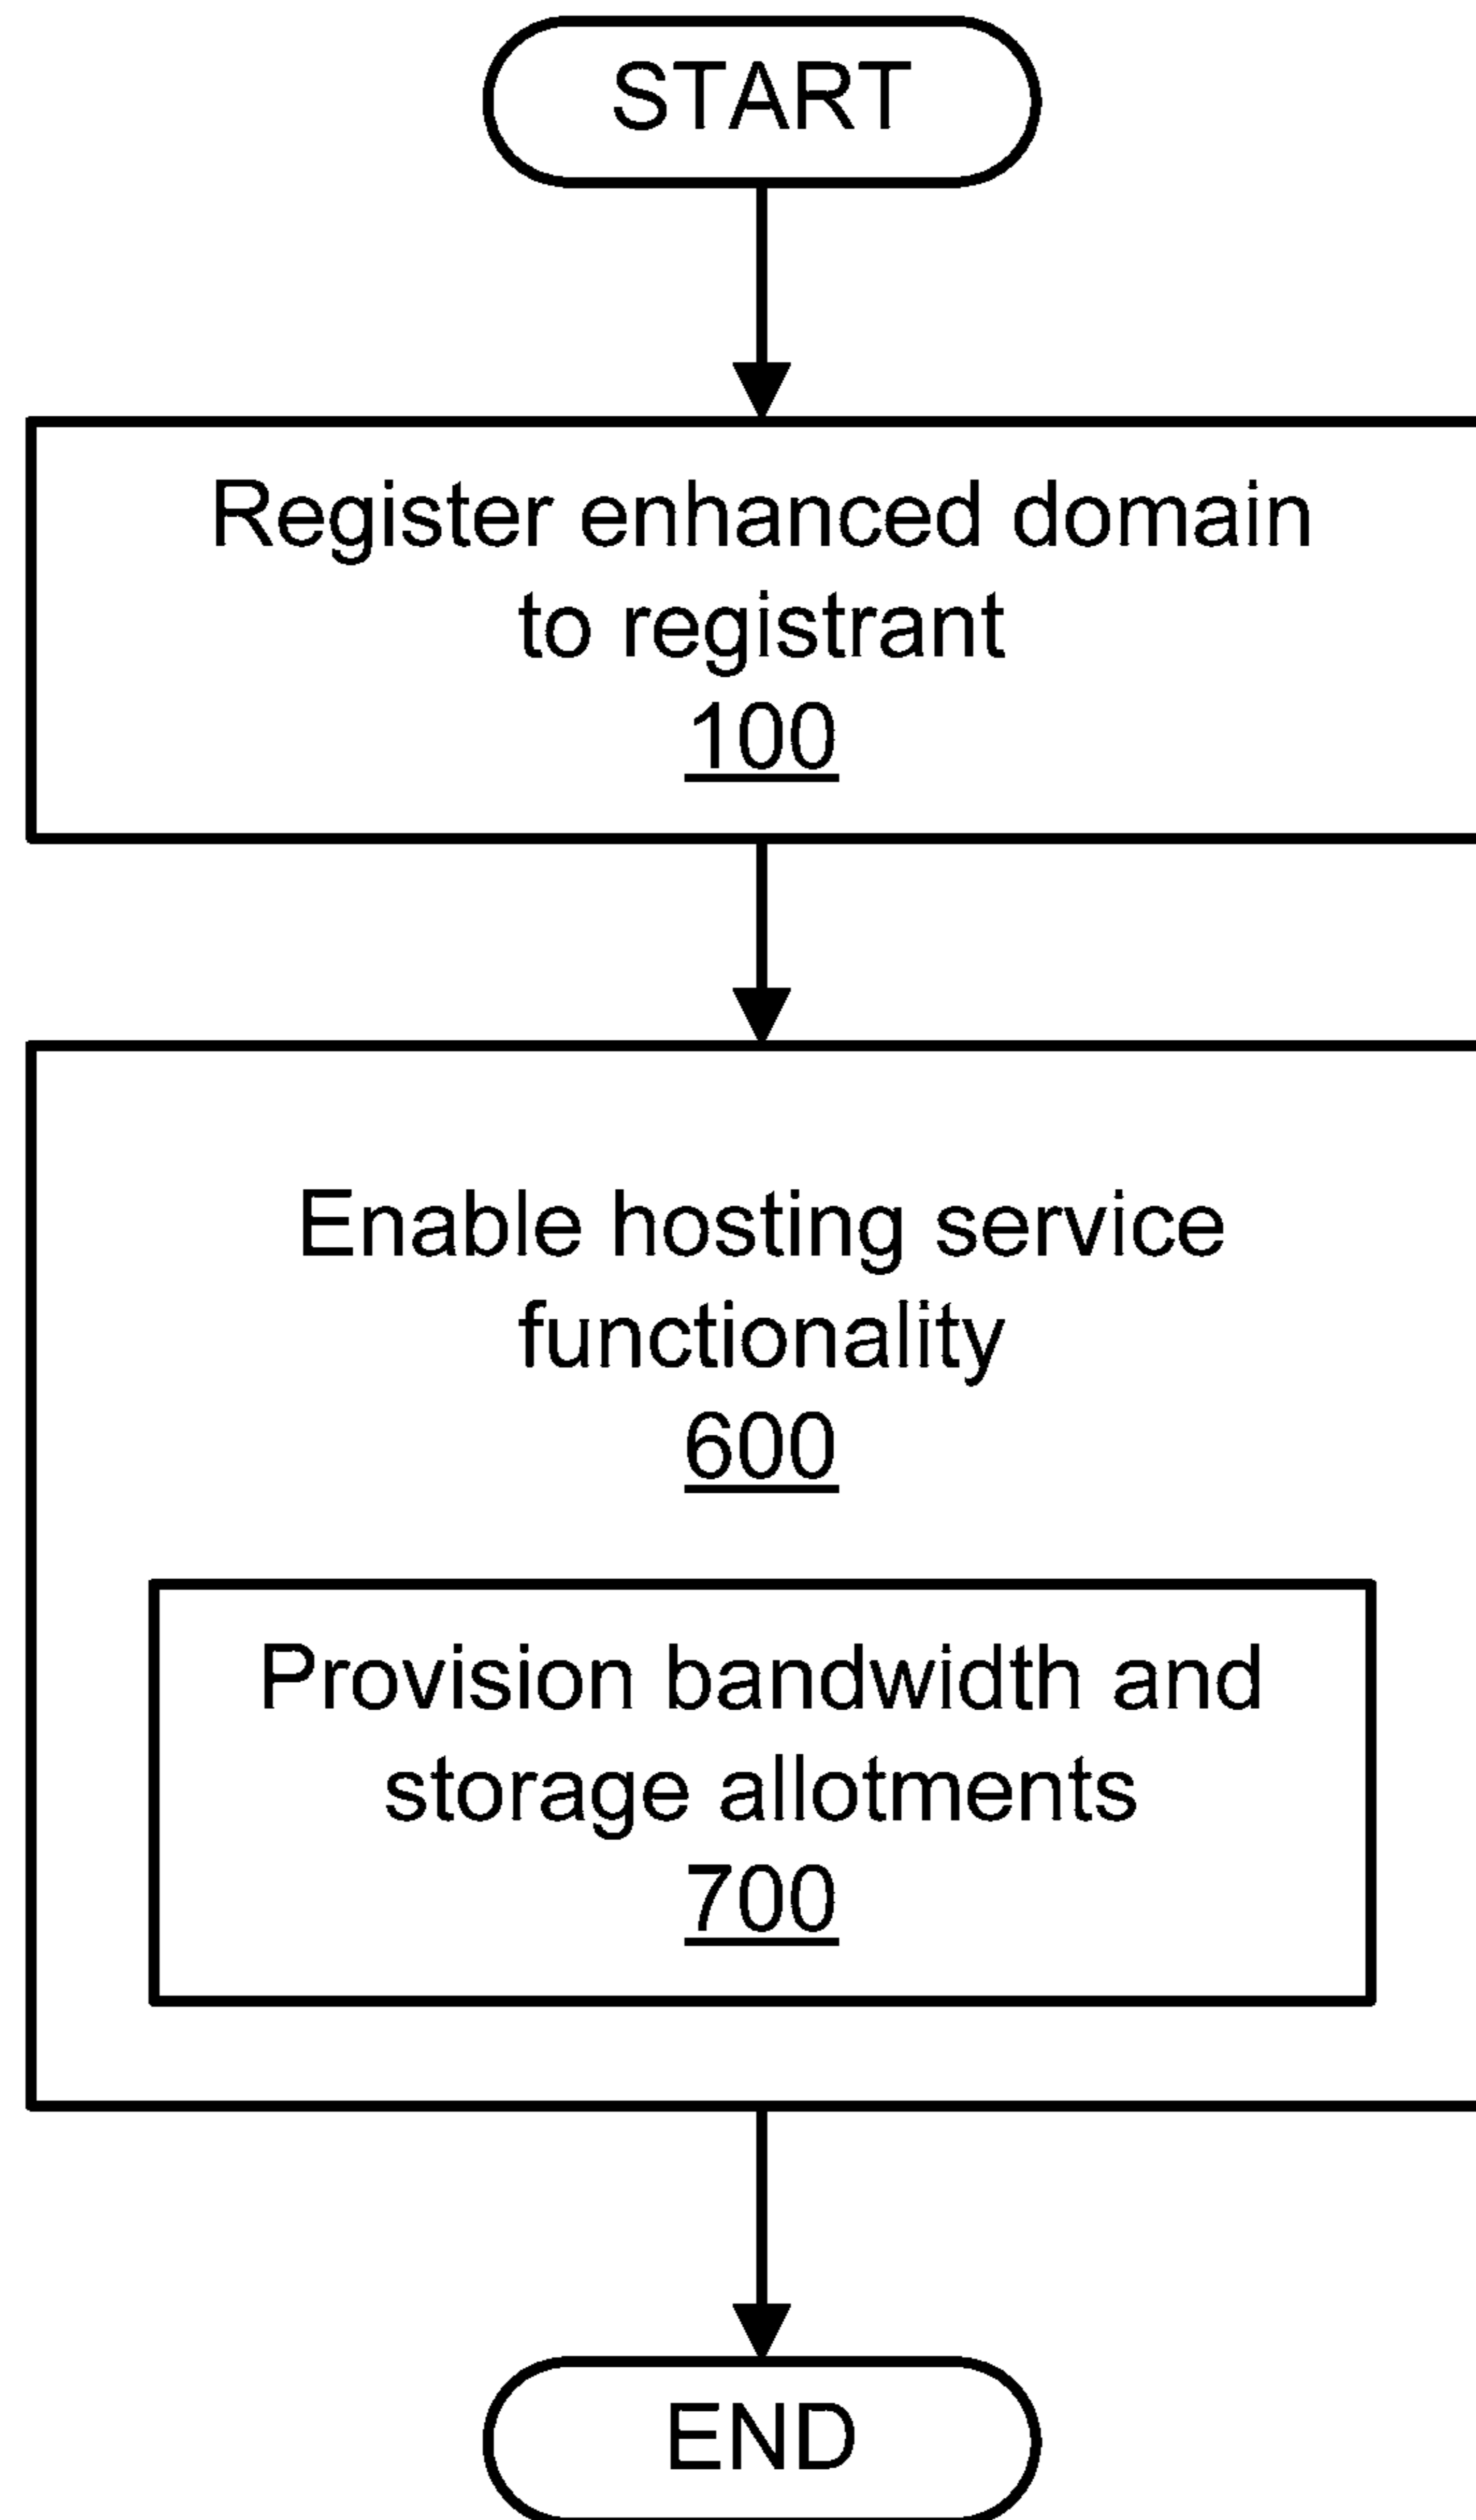 START
Register enhanced domain
to registrant
100
Enable hosting service
functionality
600
Provision bandwidth and
storage allotments
700
END